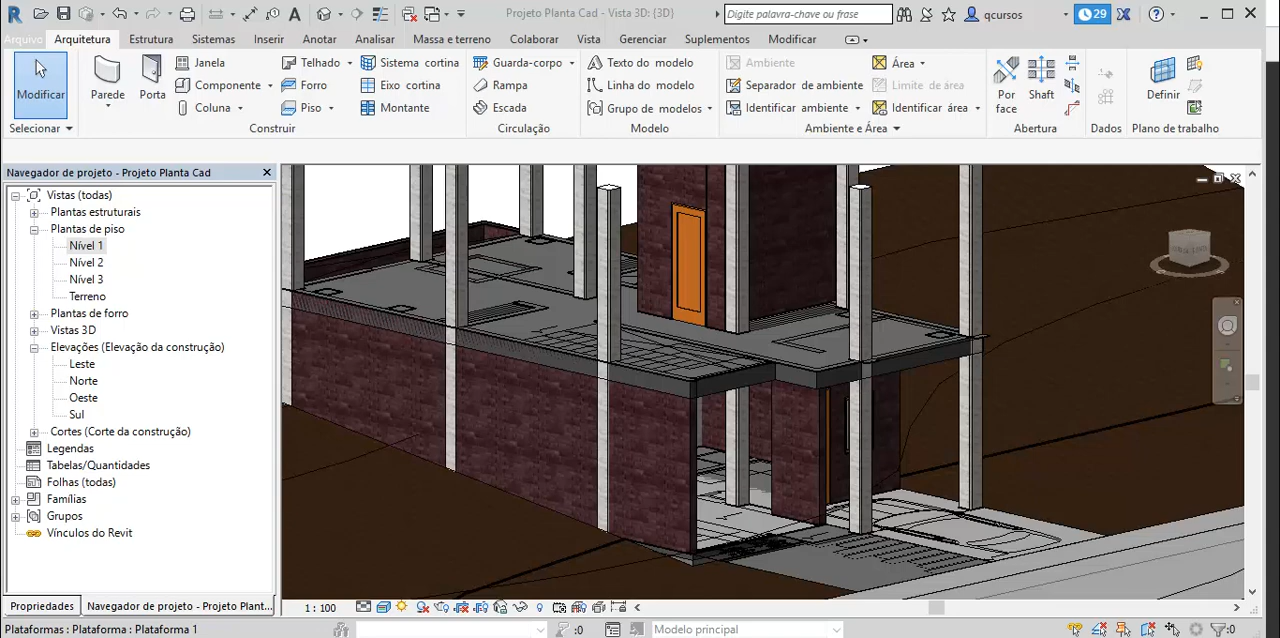 Projeto Planta Cad - Vista 3D: {3D}
Digite palavra-chave ou frase
qcursos
29
Arquivo
Arquitetura
Estrutura
Sistemas
Inserir
Anotar
Analisar
Massa e terreno
Colaborar
Vista
Gerenciar
Suplementos
Modificar
Modificar
Selecionar
Parede
Porta
Janela
Componente
Coluna
Telhado
Forro
Piso
Sistema cortina
Eixo cortina
Montante
Construir
Guarda-corpo
Rampa
Escada
Circulação
Texto do modelo
Linha do modelo
Grupo de modelos
Modelo
Ambiente
Separador de ambiente
Identificar ambiente
Área
Limite de área
Identificar área
Ambiente e Área
Por face
Shaft
Abertura
Dados
Definir
Plano de trabalho
Navegador de projeto - Projeto Planta Cad
Vistas (todas)
Plantas estruturais
Plantas de piso
Nível 1
Nível 2
Nível 3
Terreno
Plantas de forro
Vistas 3D
Elevações (Elevação da construção)
Leste
Norte
Oeste
Sul
Cortes (Corte da construção)
Legendas
Tabelas/Quantidades
Folhas (todas)
Famílias
Grupos
Vínculos do Revit
Propriedades
Navegador de projeto - Projeto Plant...
1 : 100
Plataformas : Plataforma : Plataforma 1
:0
Modelo principal
:0